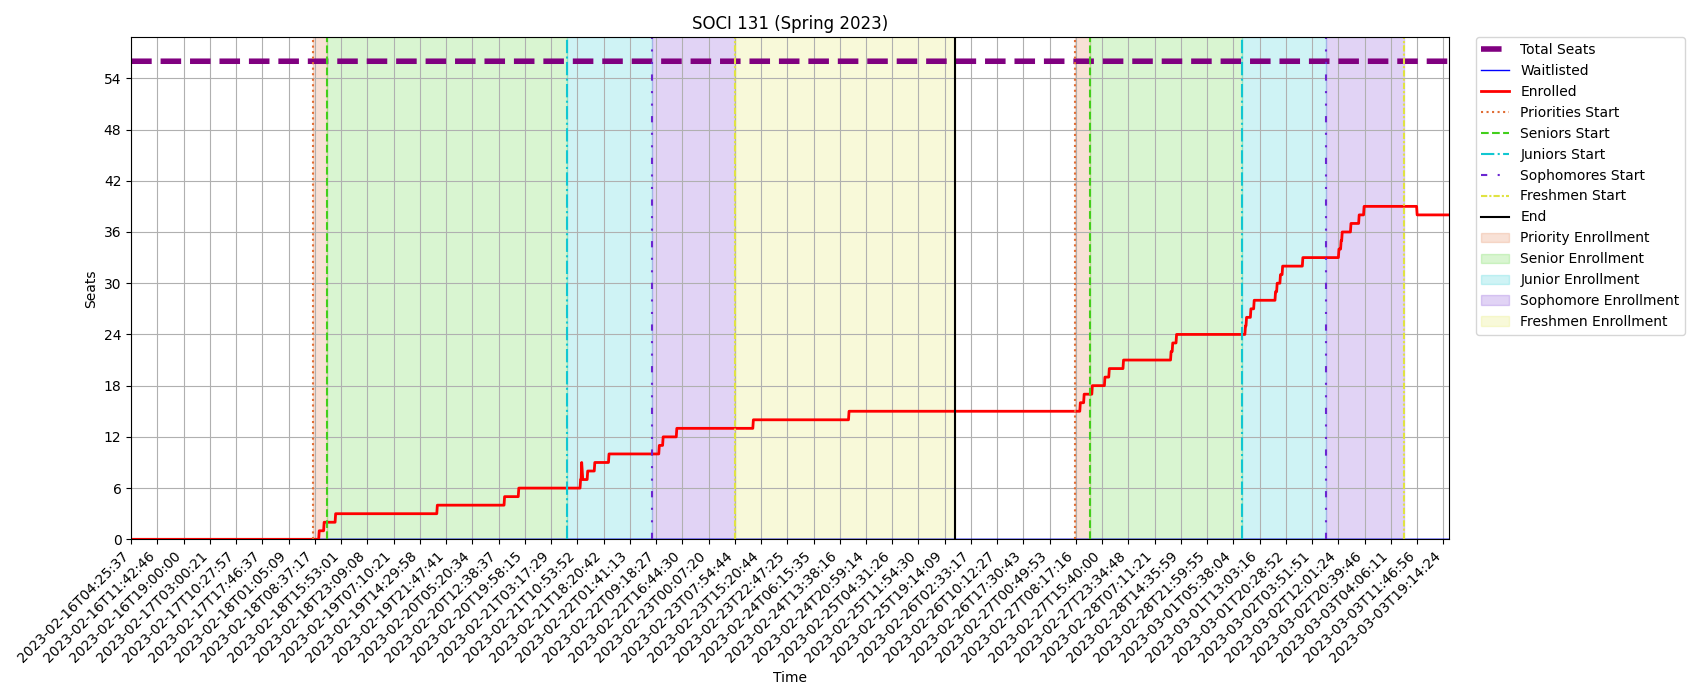 SOCI 131 (Spring 2023)
Seats
54
48
42
36
30
24
18
12
6
0
2023-02-16T04:25:37
2023-02-16T11:42:46
2023-02-16T19:00:00
2023-02-17T03:00:21
2023-02-17T10:27:57
2023-02-17T17:46:37
2023-02-18T01:05:09
2023-02-18T08:37:17
2023-02-18T15:53:01
2023-02-18T23:09:08
2023-02-19T07:10:21
2023-02-19T14:29:58
2023-02-19T21:47:41
2023-02-20T05:20:34
2023-02-20T12:38:37
2023-02-20T19:58:15
2023-02-21T03:17:29
2023-02-21T10:53:52
2023-02-21T18:20:42
2023-02-22T01:41:13
2023-02-22T09:18:27
2023-02-22T16:44:30
2023-02-23T00:07:20
2023-02-23T07:54:44
2023-02-23T15:20:44
2023-02-23T22:47:25
2023-02-24T06:15:35
2023-02-24T13:38:16
2023-02-24T20:59:14
2023-02-25T04:31:26
2023-02-25T11:54:30
2023-02-25T19:14:09
2023-02-26T02:33:17
2023-02-26T10:12:27
2023-02-26T17:30:43
2023-02-27T00:49:53
2023-02-27T08:17:16
2023-02-27T15:40:00
2023-02-27T23:34:48
2023-02-28T07:11:21
2023-02-28T14:35:59
2023-02-28T21:59:55
2023-03-01T05:38:04
2023-03-01T13:03:16
2023-03-01T20:28:52
2023-03-02T03:51:51
2023-03-02T12:01:24
2023-03-02T20:39:46
2023-03-03T04:06:11
2023-03-03T11:46:56
2023-03-03T19:14:24
Time
Total Seats
Waitlisted
Enrolled
Priorities Start
Seniors Start
Juniors Start
Sophomores Start
Freshmen Start
End
Priority Enrollment
Senior Enrollment
Junior Enrollment
Sophomore Enrollment
Freshmen Enrollment